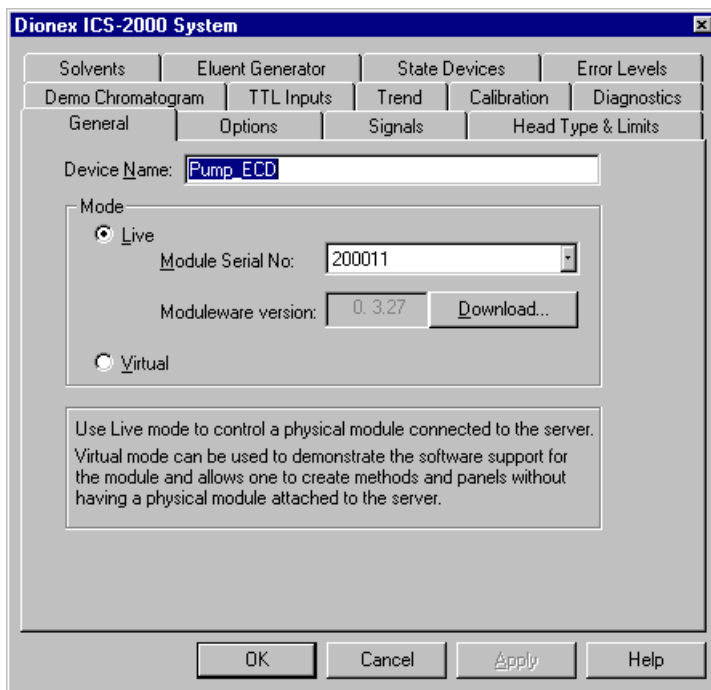 Dionex ICS-2000 System
Solvents Eluent Generator State Devices Error Levels
Demo Chromatogram TTL Inputs Trend Calibration Diagnostics
General Options Signals Head Type & Limits
Device Name: Pump_ECD
Mode
Live
Module Serial No: 200011
Moduleware version: 0. 3.27 Download...
Virtual
Use Live mode to control a physical module connected to the server.
Virtual mode can be used to demonstrate the software support for
the module and allows one to create methods and panels without
having a physical module attached to the server.
OK Cancel Apply Help